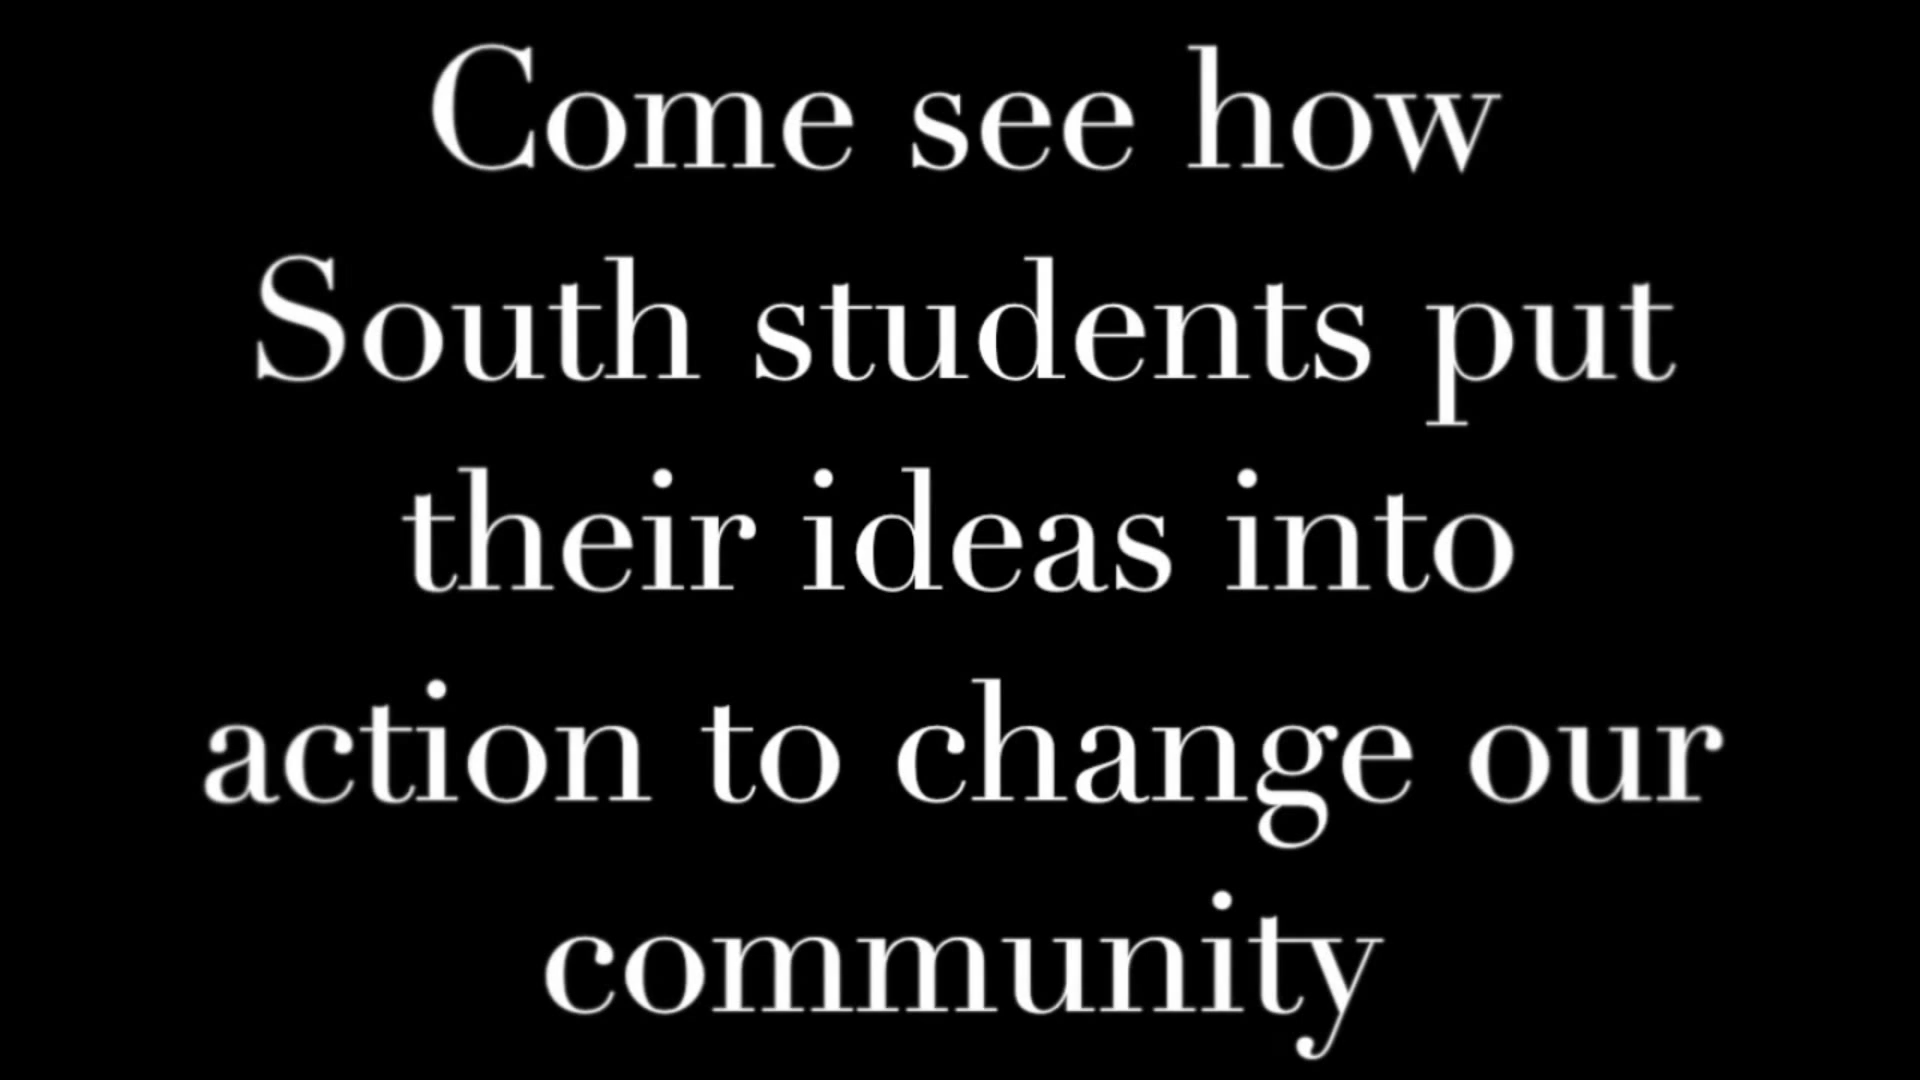 Come see how
South students put
their ideas into
action to change our
community